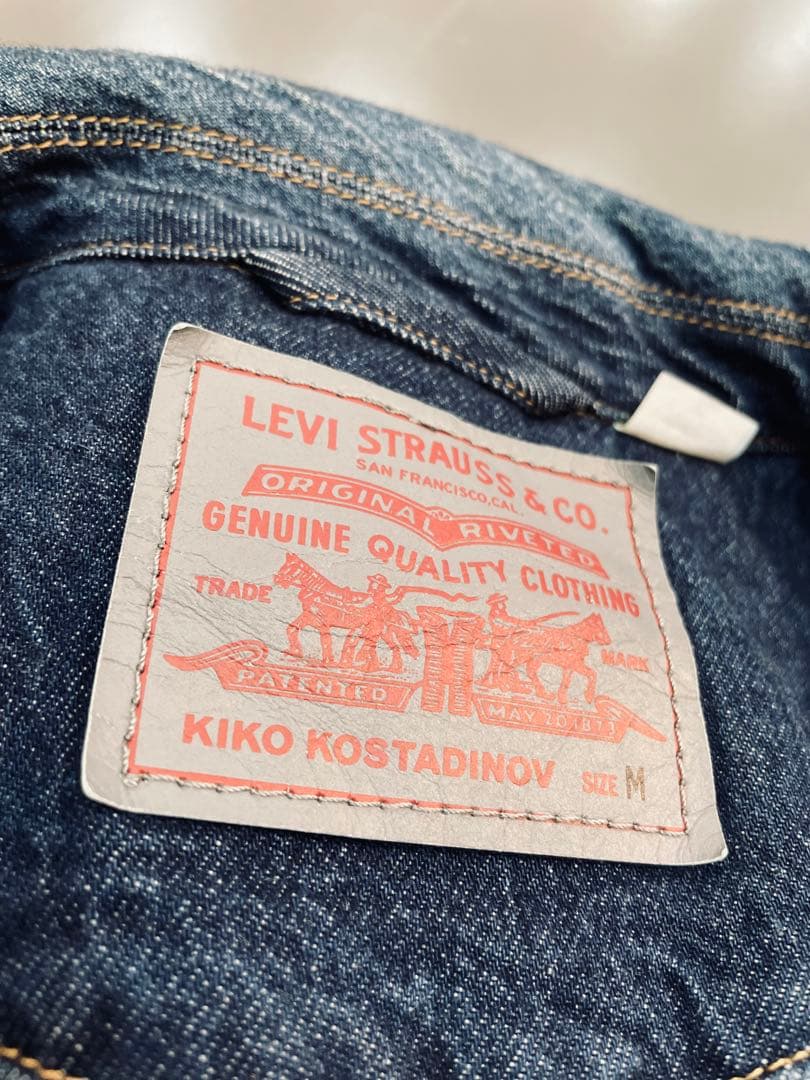 LEVI STRAUSS & CO.
SAN FRANCISCO,CAL.
ORIGINAL RIVETED
GENUINE QUALITY CLOTHING
TRADE MARK
PATENTED MAY 20 1873
KIKO KOSTADINOV SIZE M